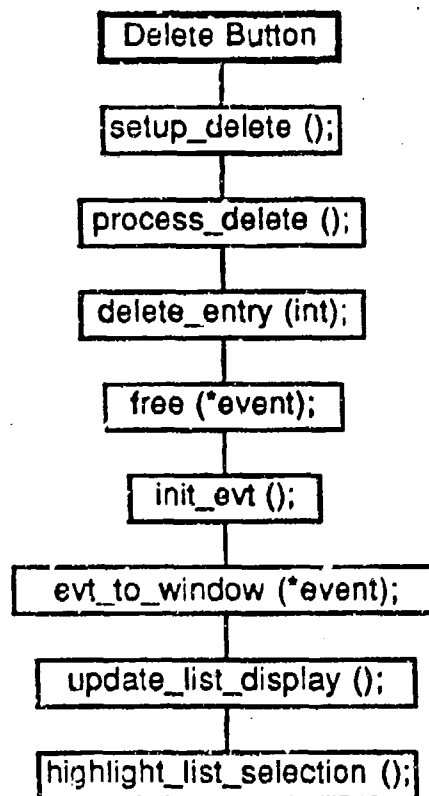 Delete Button
setup_delete ();
process_delete ();
delete_entry (int);
free (*event);
init_evt ();
evt_to_window (*event);
update_list_display ();
highlight_list_selection ();